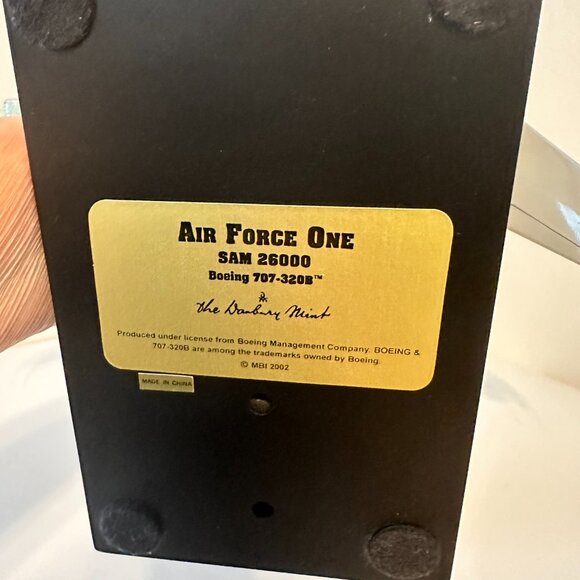 AIR FORCE ONE
SAM 26000
Boeing 707-320B™
The Danbury Mint
Produced under license from Boeing Management Company. BOEING &
707-320B are among the trademarks owned by Boeing.
© MBI 2002
MADE IN CHINA